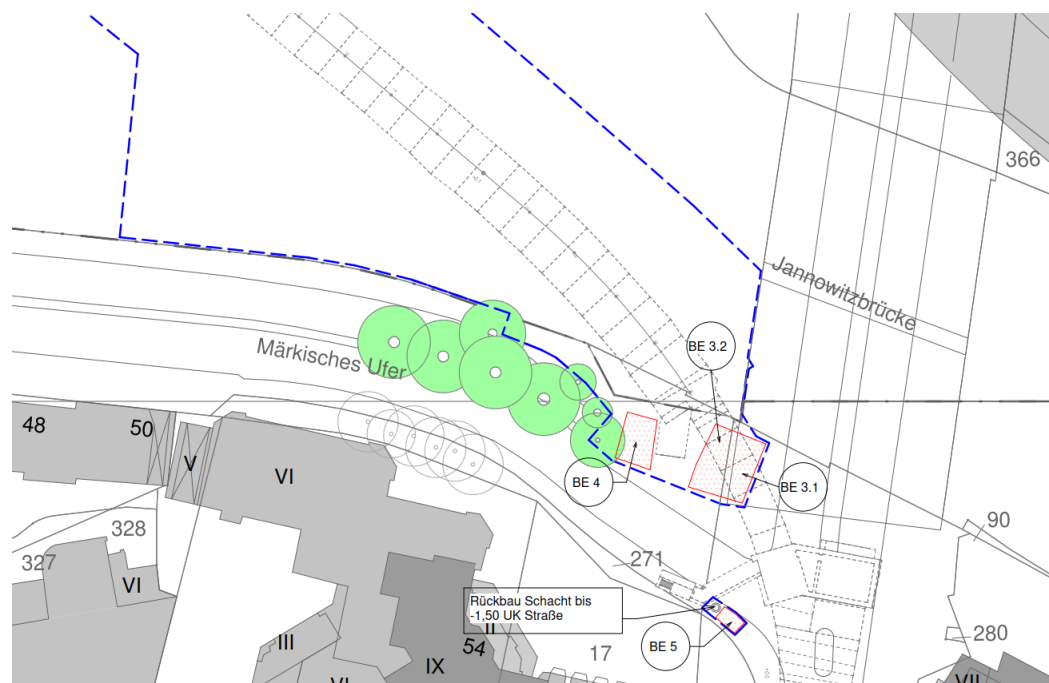 366
Jannowitzbrücke
BE 3.2
Märkisches Ufer
48
50
V
VI
BE 4
BE 3.1
328
327
VI
271
90
Rückbau Schacht bis
-1,50 UK Straße
II
54
BE 5
III
17
280
IX
VI
VII